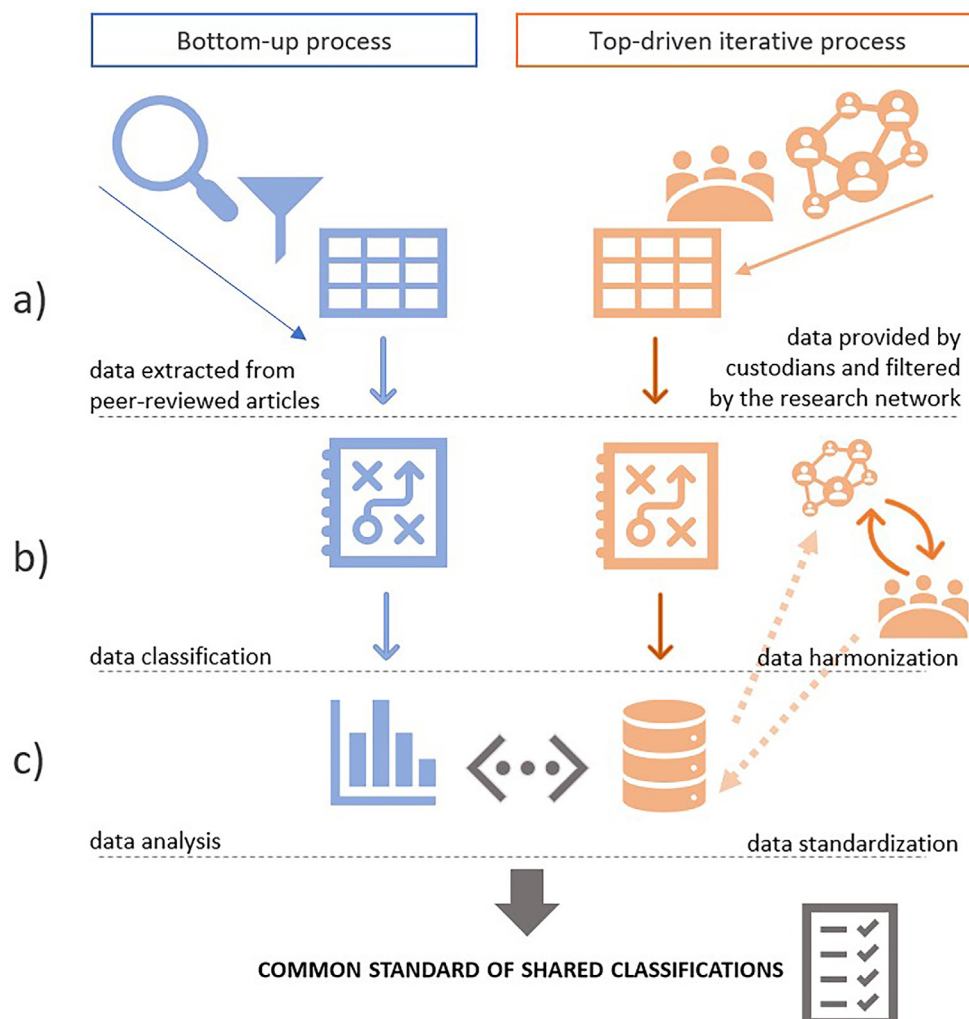 Bottom-up process
Top-driven iterative process
a)
data extracted from
peer-reviewed articles
data provided by
custodians and filtered
by the research network
b)
data classification
data harmonization
c)
data analysis
data standardization
COMMON STANDARD OF SHARED CLASSIFICATIONS